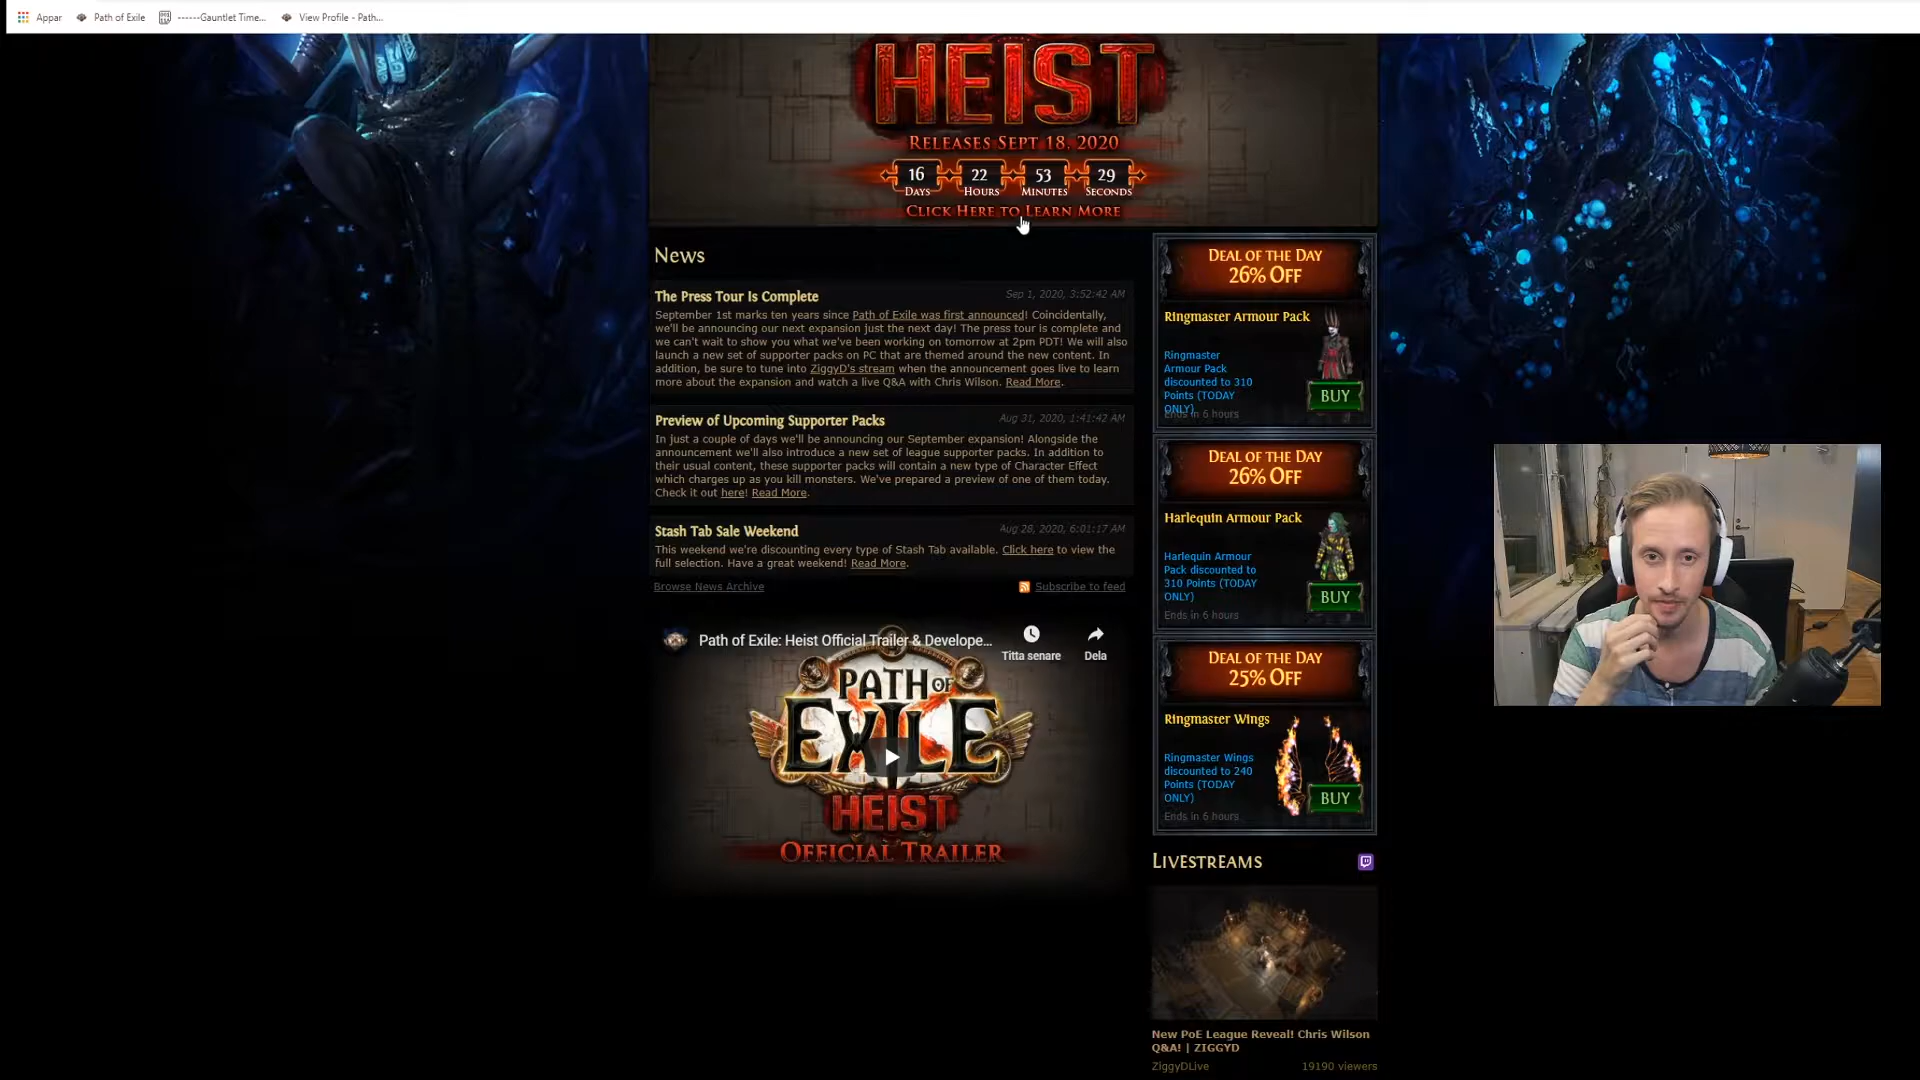 Appar
Path of Exile
------Gauntlet Time...
View Profile - Path...
HEIST
RELEASES SEPT 18, 2020
16 22 53 29
DAYS HOURS MINUTES SECONDS
CLICK HERE TO LEARN MORE
News
The Press Tour Is Complete
Sep 1, 2020, 3:52:42 AM
September 1st marks ten years since Path of Exile was first announced! Coincidentally,
we'll be announcing our next expansion just the next day! The press tour is complete and
we can't wait to show you what we've been working on tomorrow at 2pm PDT! We will also
launch a new set of supporter packs on PC that are themed around the new content. In
addition, be sure to tune into ZiggyD's stream when the announcement goes live to learn
more about the expansion and watch a live Q&A with Chris Wilson. Read More.
Preview of Upcoming Supporter Packs
Aug 31, 2020, 1:41:42 AM
In just a couple of days we'll be announcing our September expansion! Alongside the
announcement we'll also introduce a new set of league supporter packs. In addition to
their usual content, these supporter packs will contain a new type of Character Effect
which charges up as you kill monsters. We've prepared a preview of one of them today.
Check it out here! Read More.
Stash Tab Sale Weekend
Aug 28, 2020, 6:01:17 AM
This weekend we're discounting every type of Stash Tab available. Click here to view the
full selection. Have a great weekend! Read More.
Browse News Archive
Subscribe to feed
Path of Exile: Heist Official Trailer & Develope...
Titta senare
Dela
PATH OF
EXILE
HEIST
OFFICIAL TRAILER
DEAL OF THE DAY
26% OFF
Ringmaster Armour Pack
Ringmaster
Armour Pack
discounted to 310
Points (TODAY
ONLY)
Ends in 6 hours
BUY
DEAL OF THE DAY
26% OFF
Harlequin Armour Pack
Harlequin Armour
Pack discounted to
310 Points (TODAY
ONLY)
Ends in 6 hours
BUY
DEAL OF THE DAY
25% OFF
Ringmaster Wings
Ringmaster Wings
discounted to 240
Points (TODAY
ONLY)
Ends in 6 hours
BUY
LIVESTREAMS
New PoE League Reveal! Chris Wilson
Q&A! | ZIGGYD
ZiggyDLive
19190 viewers